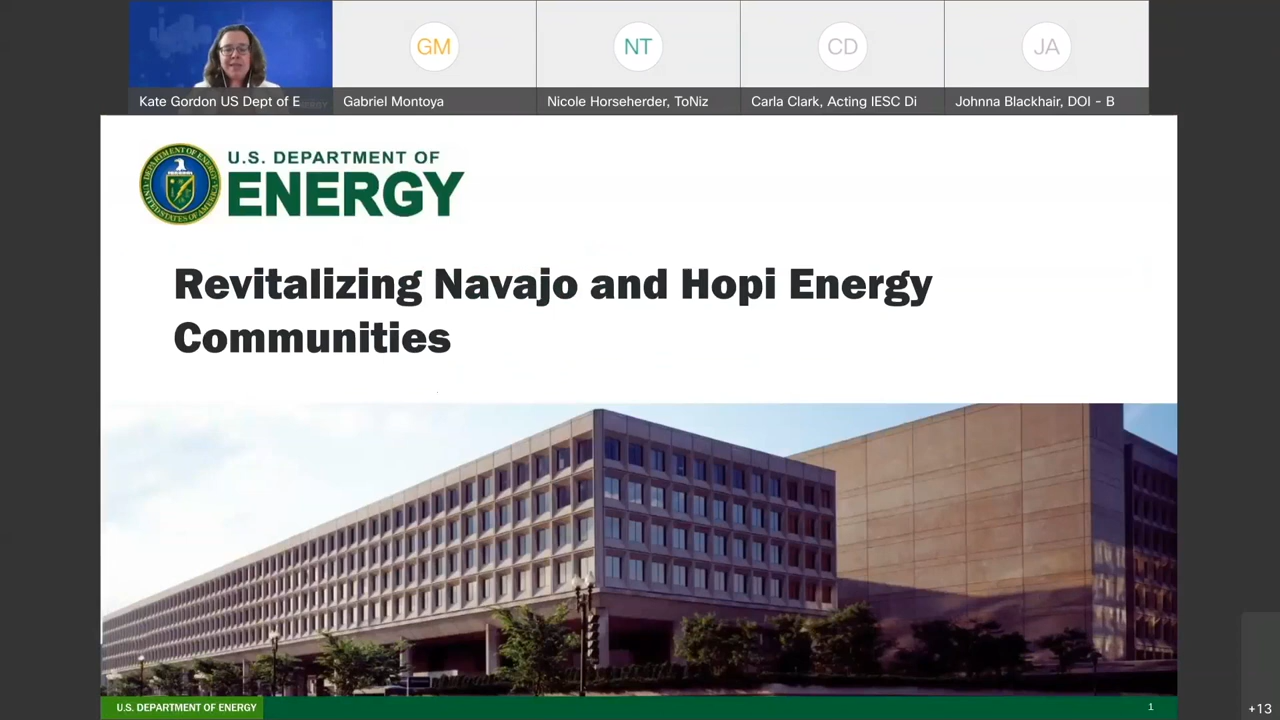 GM
NT
CD
JA
Kate Gordon US Dept of E
Gabriel Montoya
Nicole Horseherder, ToNiz
Carla Clark, Acting IESC Di
Johnna Blackhair, DOI - B
U.S. DEPARTMENT OF
ENERGY
Revitalizing Navajo and Hopi Energy
Communities
U.S. DEPARTMENT OF ENERGY
1
+13